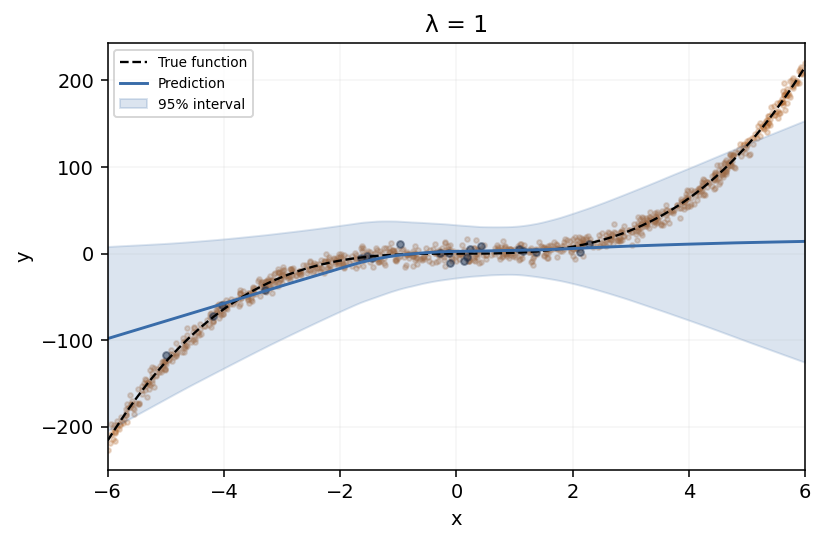 λ = 1
True function
Prediction
95% interval
y
200
100
0
−100
−200
−6
−4
−2
0
2
4
6
x